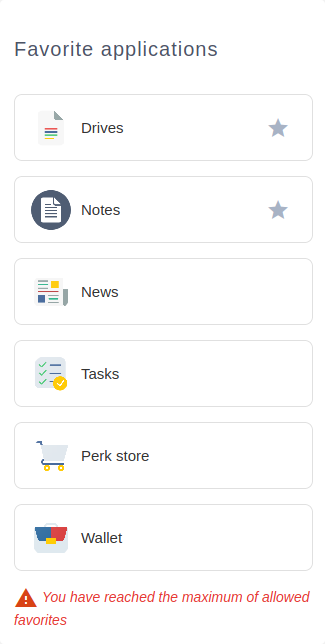 Favorite applications
Drives
Notes
News
Tasks
Perk store
Wallet
You have reached the maximum of allowed
favorites